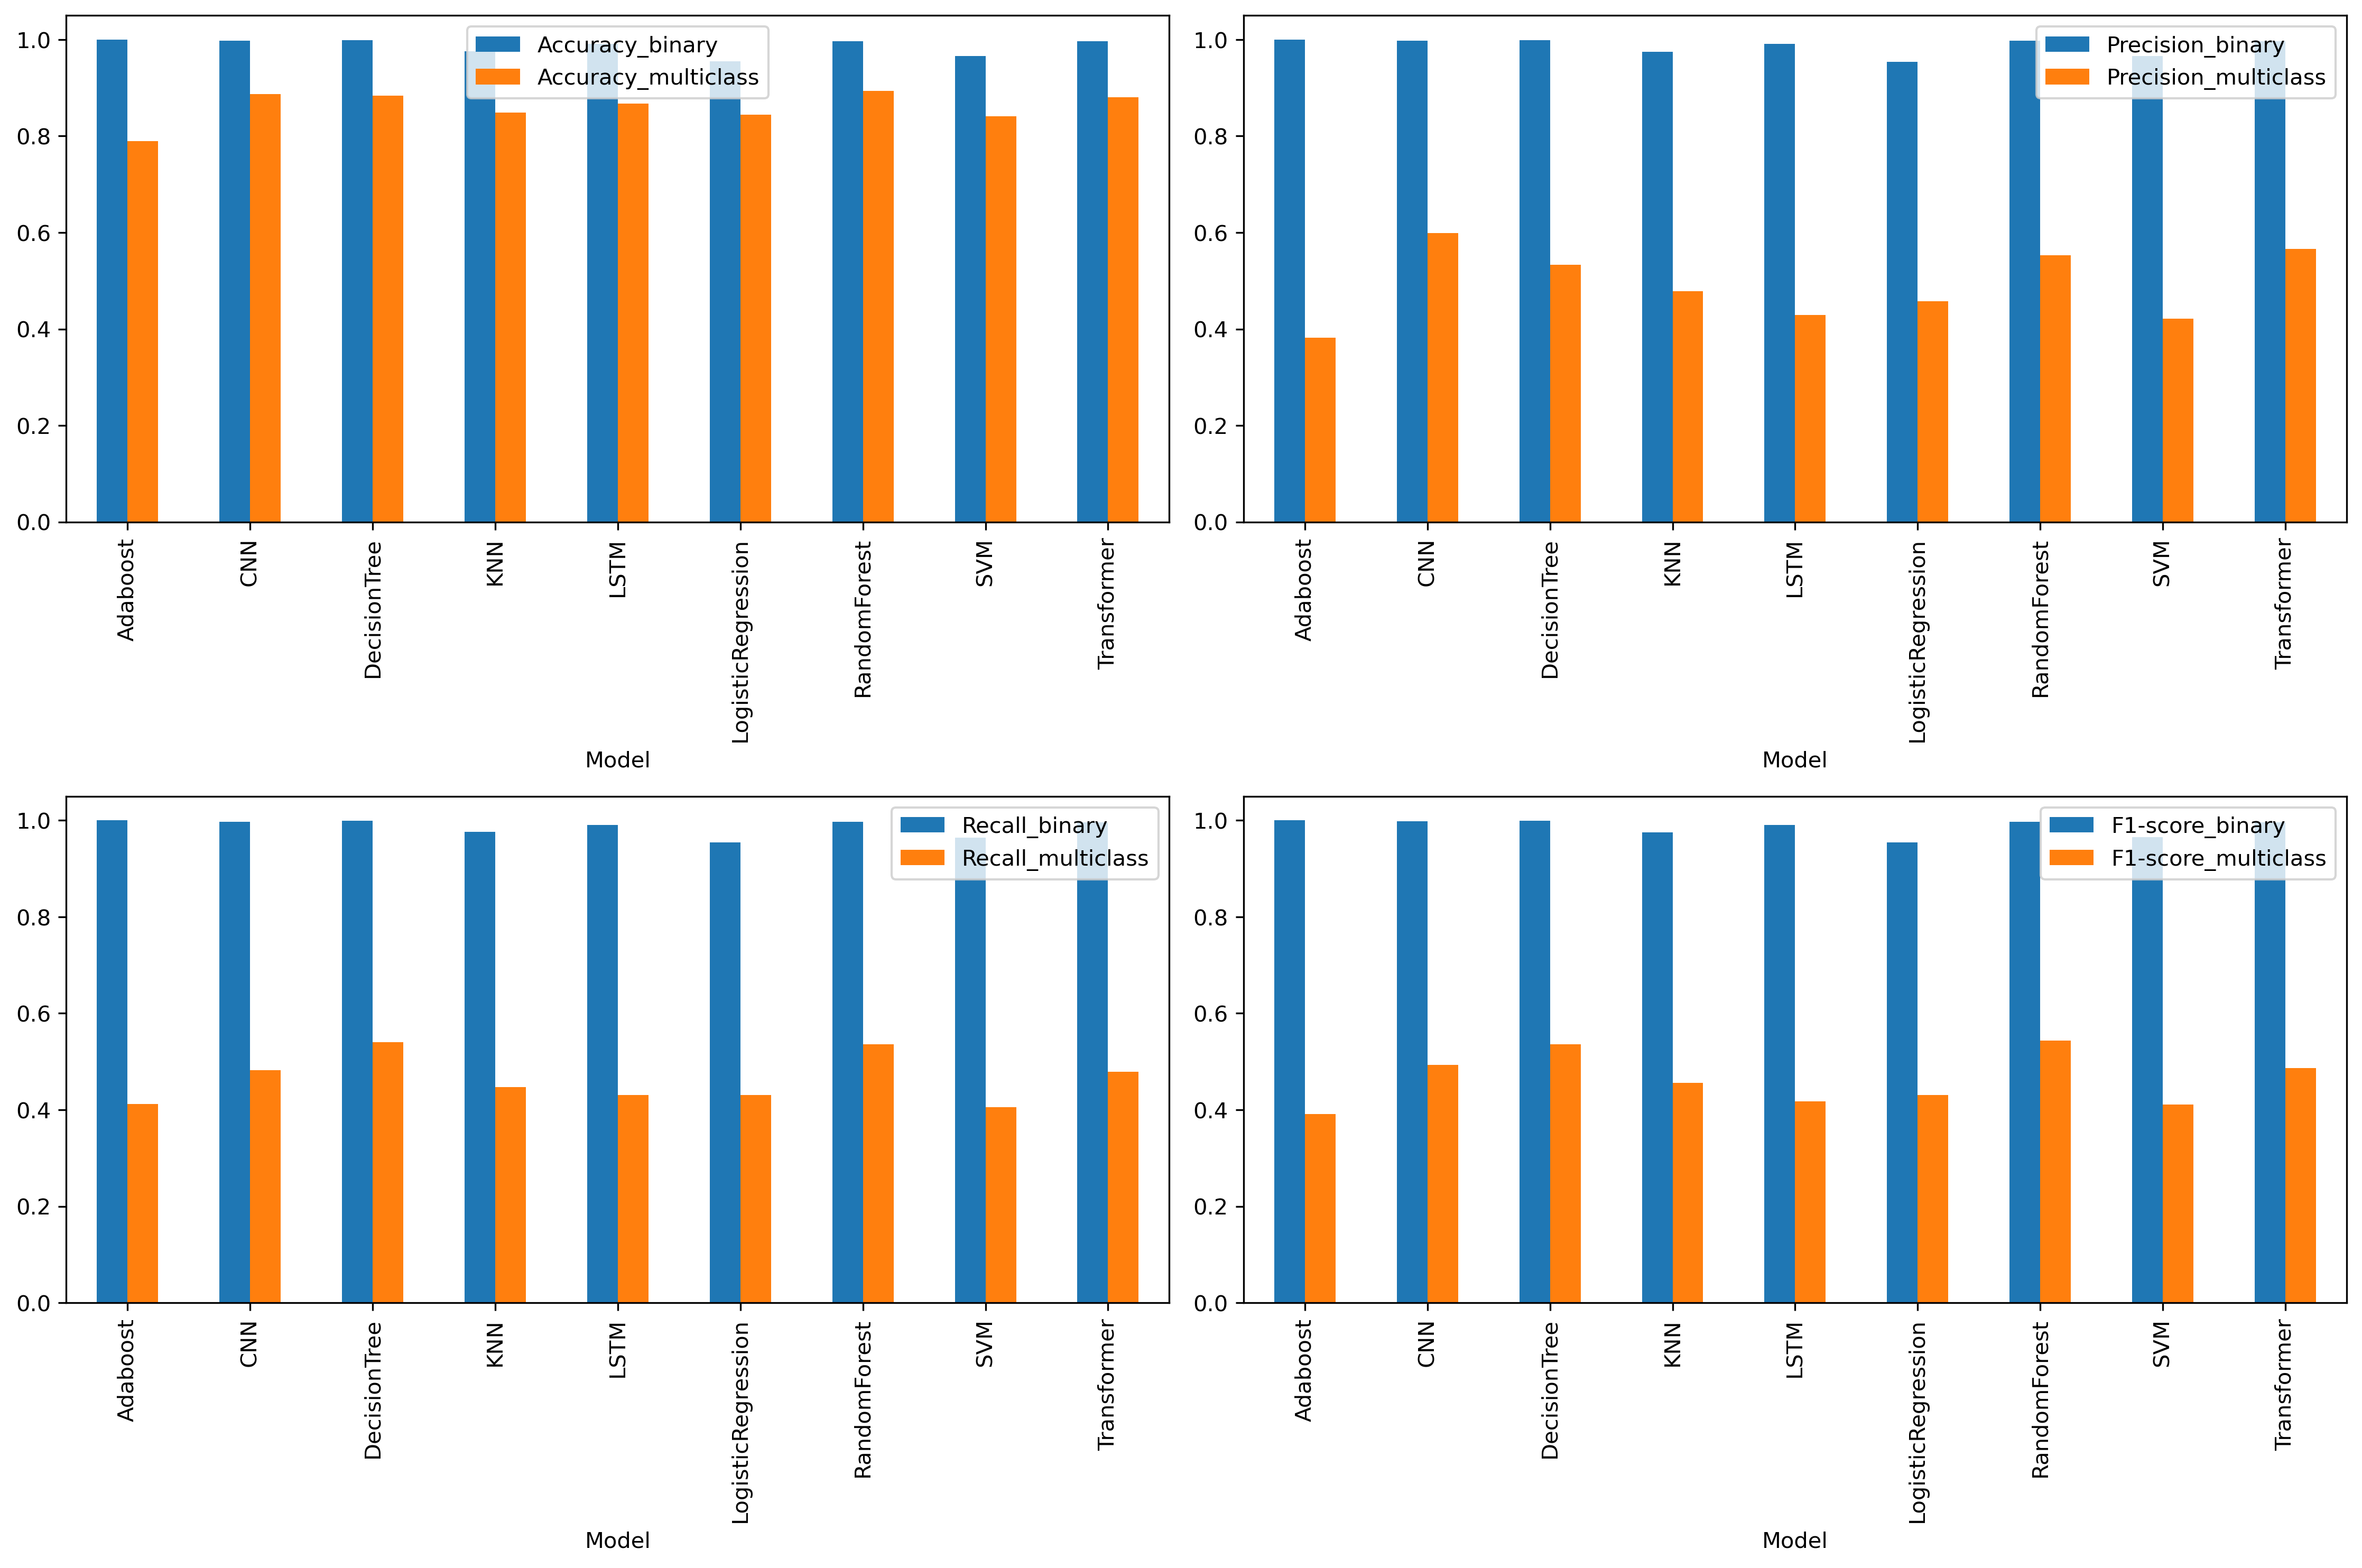 1.0
0.8
0.6
0.4
0.2
0.0
Accuracy_binary
Accuracy_multiclass
Adaboost
CNN
DecisionTree
KNN
LSTM
LogisticRegression
RandomForest
SVM
Transformer
Model
1.0
0.8
0.6
0.4
0.2
0.0
Precision_binary
Precision_multiclass
Adaboost
CNN
DecisionTree
KNN
LSTM
LogisticRegression
RandomForest
SVM
Transformer
Model
1.0
0.8
0.6
0.4
0.2
0.0
Recall_binary
Recall_multiclass
Adaboost
CNN
DecisionTree
KNN
LSTM
LogisticRegression
RandomForest
SVM
Transformer
Model
1.0
0.8
0.6
0.4
0.2
0.0
F1-score_binary
F1-score_multiclass
Adaboost
CNN
DecisionTree
KNN
LSTM
LogisticRegression
RandomForest
SVM
Transformer
Model